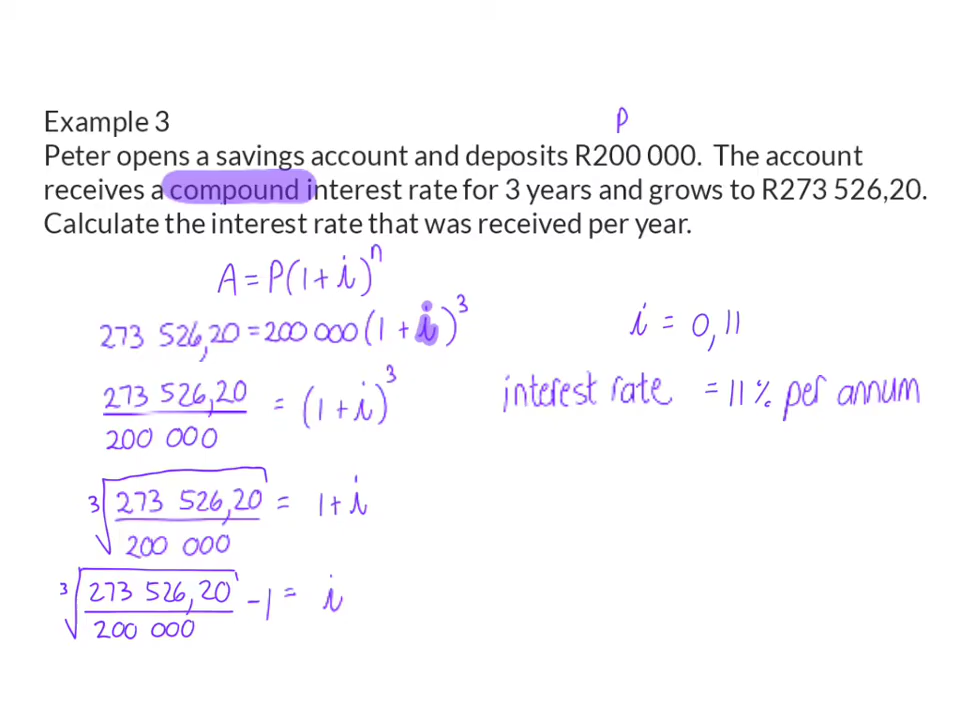 Example 3
P
Peter opens a savings account and deposits R200 000. The account
receives a compound interest rate for 3 years and grows to R273 526,20.
Calculate the interest rate that was received per year.
A = P(1 + i)^n
273 526,20 = 200 000 (1 + i)^3
273 526,20 / 200 000 = (1 + i)^3
∛(273 526,20 / 200 000) = 1 + i
∛(273 526,20 / 200 000) - 1 = i
i = 0,11
interest rate = 11 % per annum